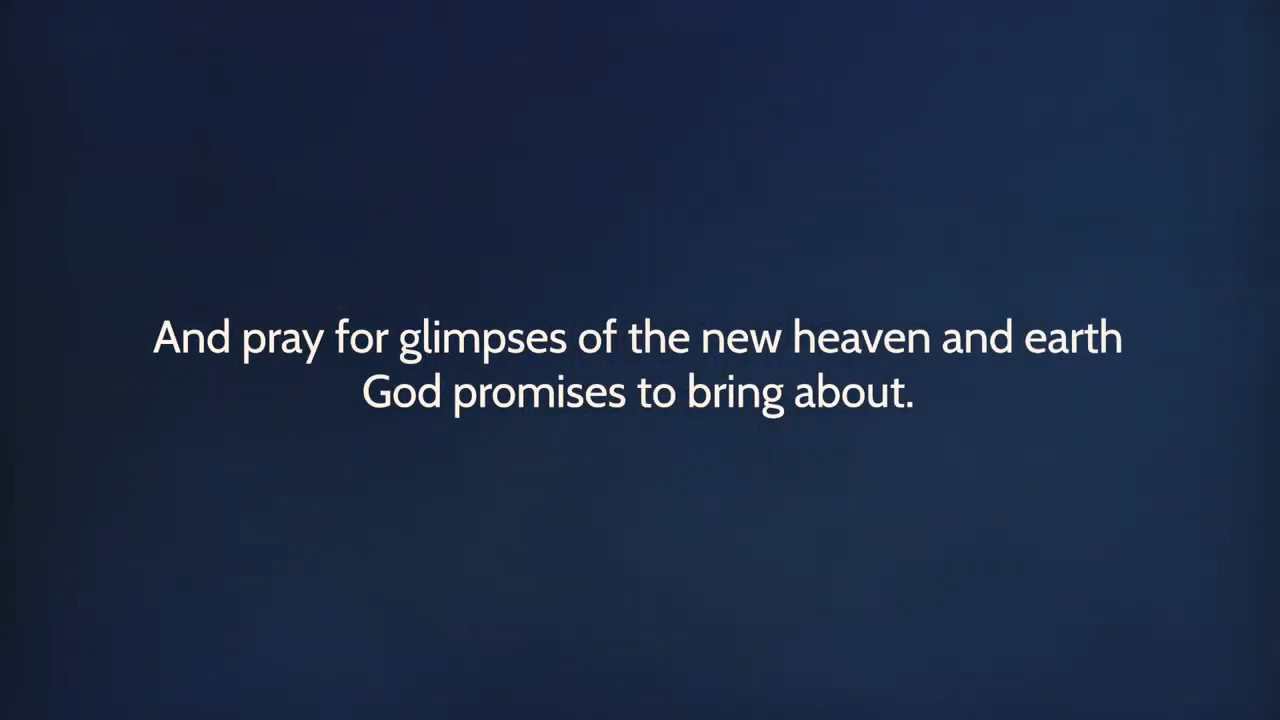 And pray for glimpses of the new heaven and earth
God promises to bring about.